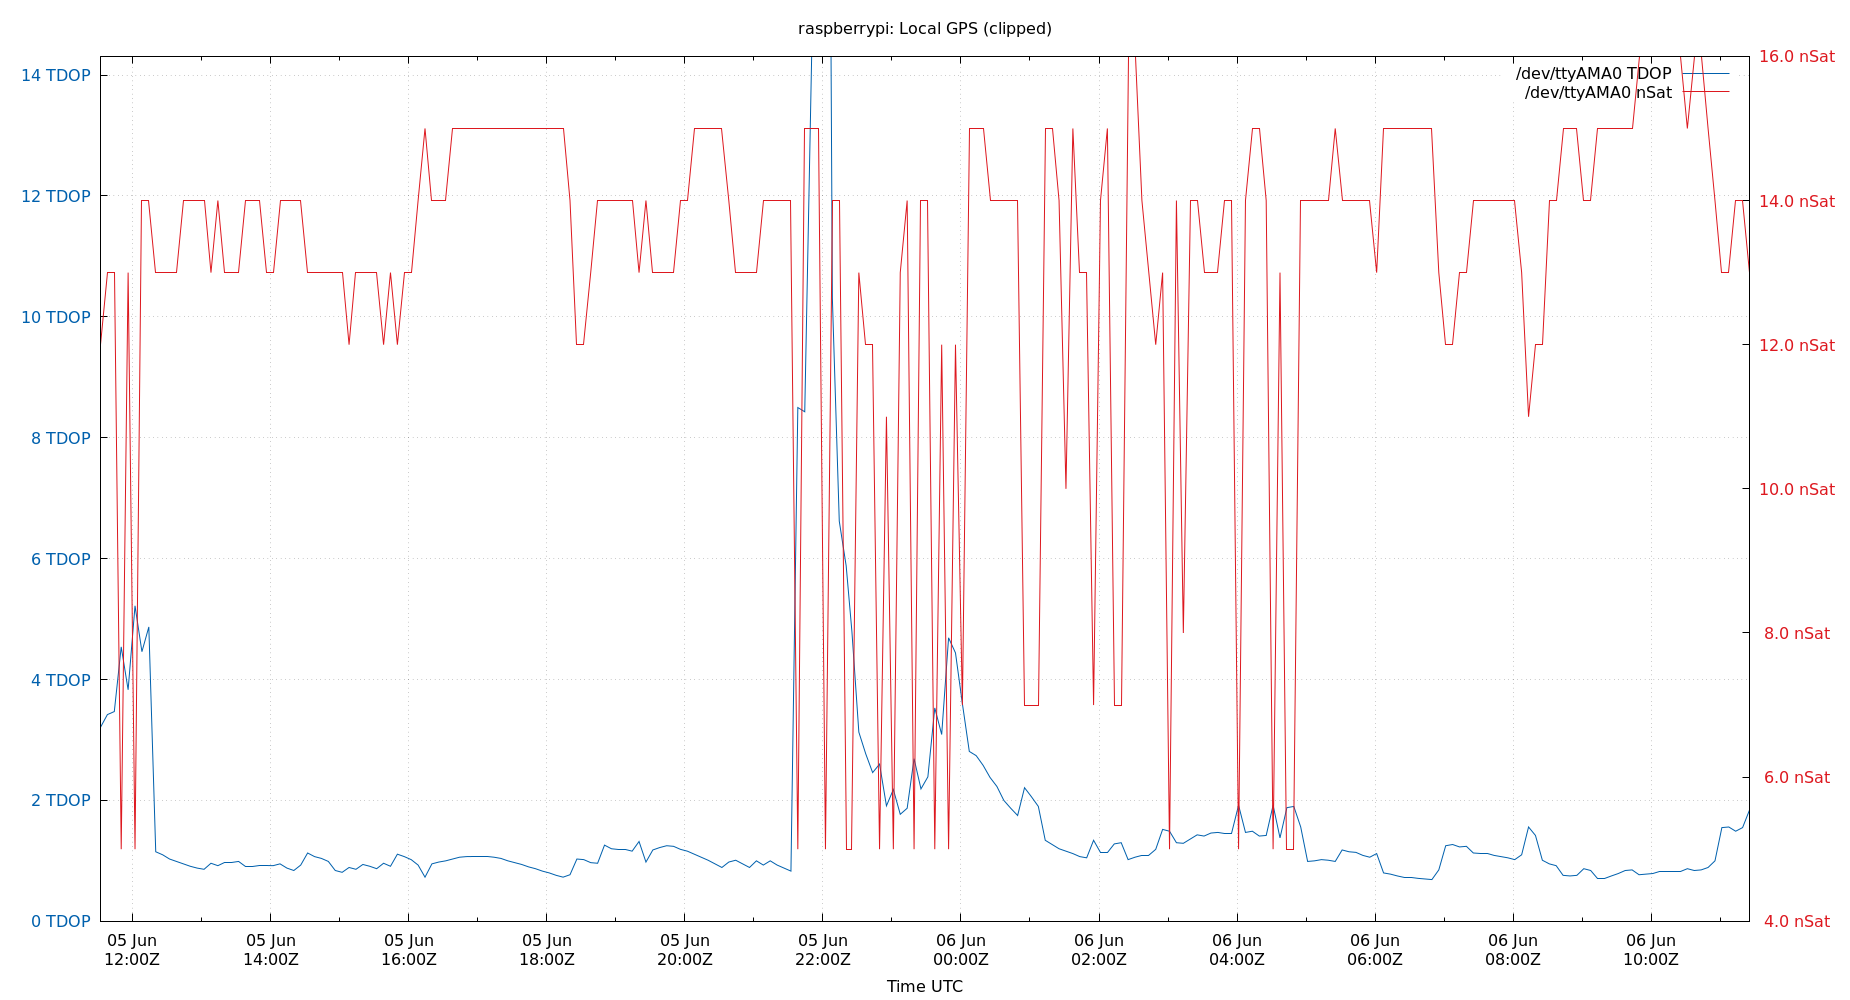 raspberrypi: Local GPS (clipped)
14 TDOP
12 TDOP
10 TDOP
8 TDOP
6 TDOP
4 TDOP
2 TDOP
0 TDOP
/dev/ttyAMA0 TDOP
/dev/ttyAMA0 nSat
16.0 nSat
14.0 nSat
12.0 nSat
10.0 nSat
8.0 nSat
6.0 nSat
4.0 nSat
05 Jun
12:00Z
05 Jun
14:00Z
05 Jun
16:00Z
05 Jun
18:00Z
05 Jun
20:00Z
05 Jun
22:00Z
06 Jun
00:00Z
06 Jun
02:00Z
06 Jun
04:00Z
06 Jun
06:00Z
06 Jun
08:00Z
06 Jun
10:00Z
Time UTC